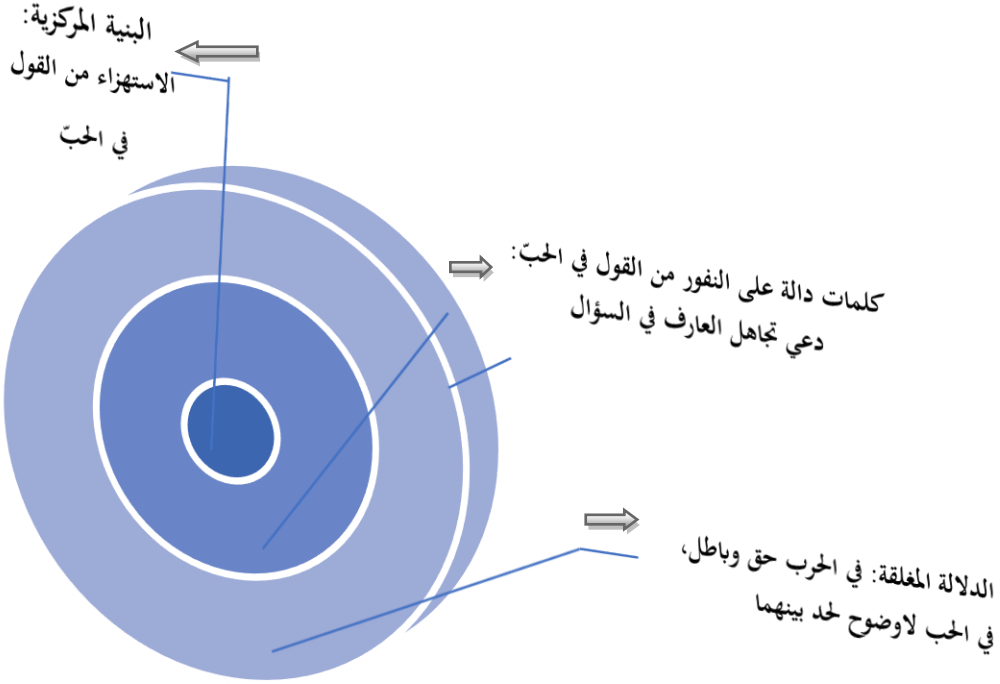 البنية المركزية:
الاستهزاء من القول
في الحبّ
كلمات دالة على النفور من القول في الحبّ:
دعي تجاهل العارف في السؤال
الدلالة المغلقة: في الحرب حق وباطل،
في الحب لاوضوح لحد بينهما